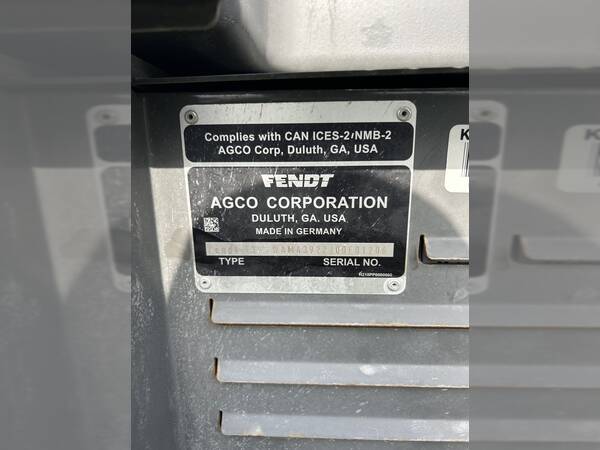 Complies with CAN ICES-2/NMB-2
AGCO Corp, Duluth, GA, USA
FENDT
AGCO CORPORATION
DULUTH, GA. USA
MADE IN GERMANY
TYPE SERIAL NO.
K